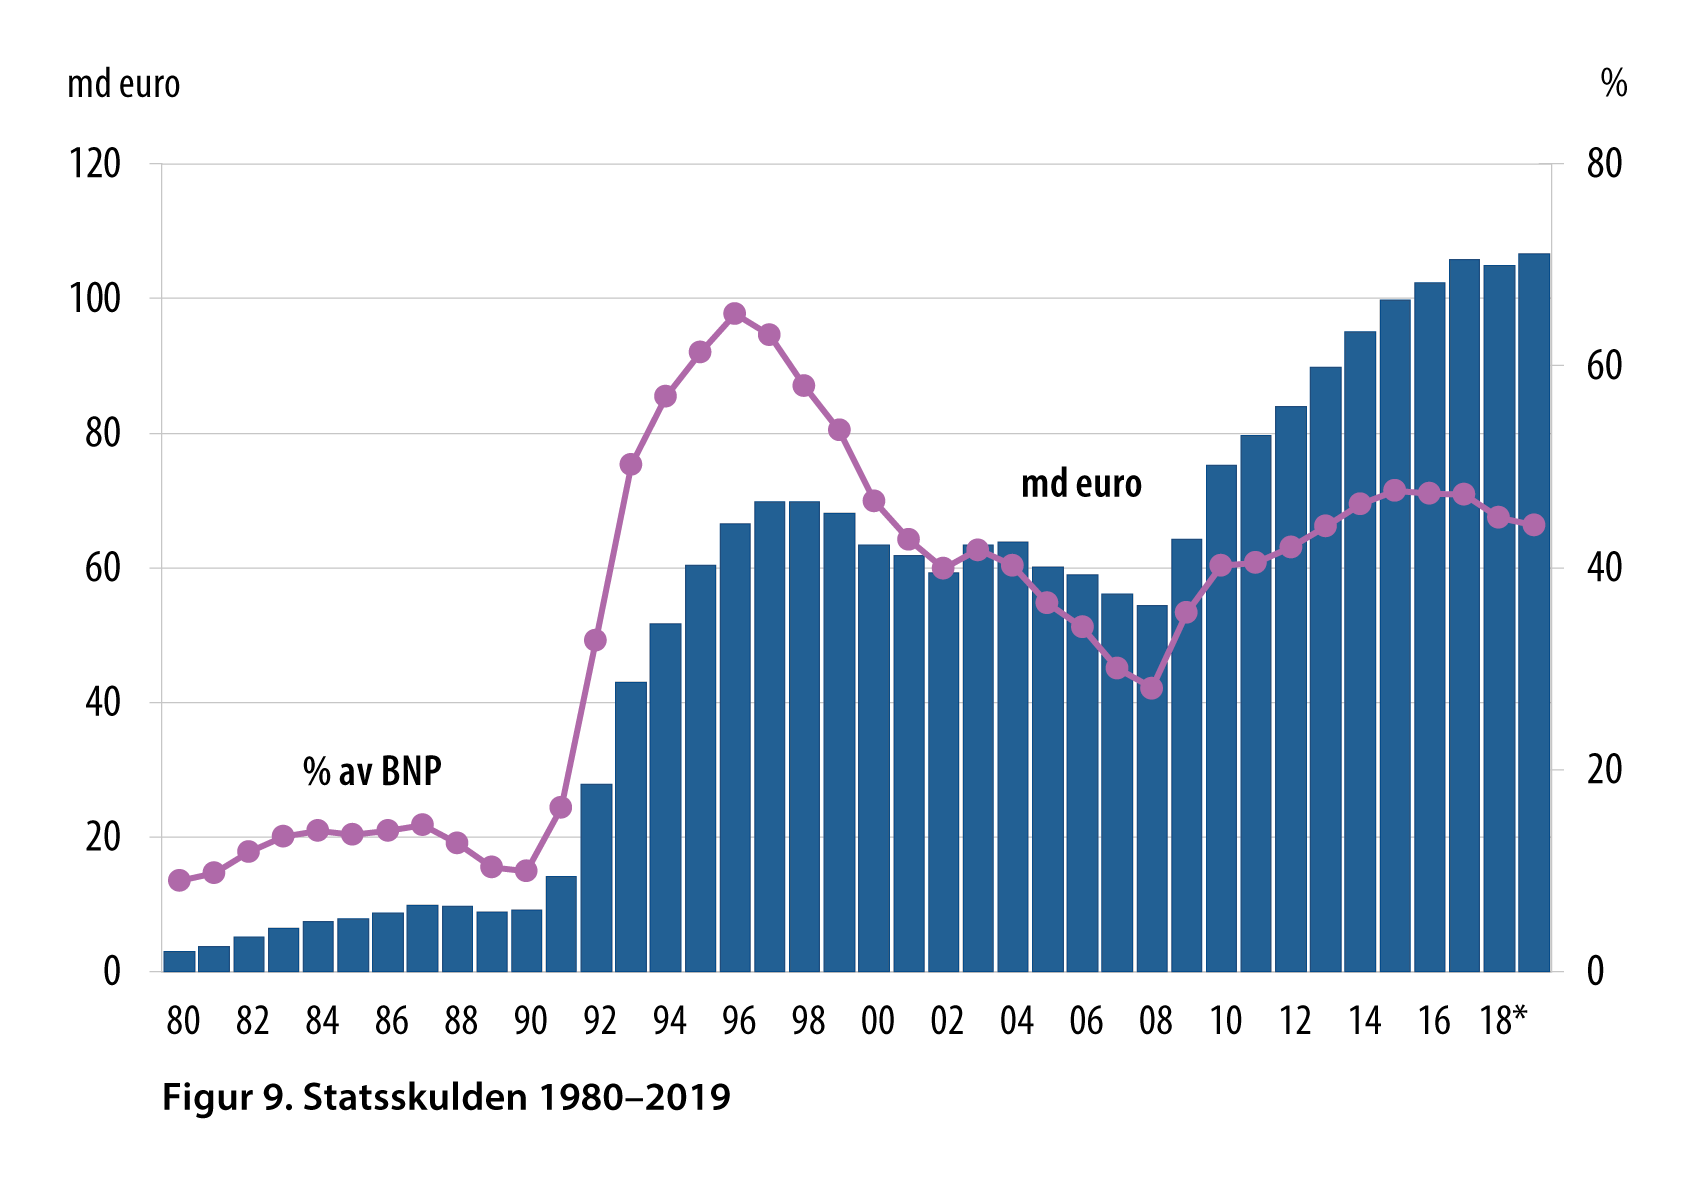 md euro %
120 80
100
60
80
md euro
60 40
40
% av BNP
20
20
0 0
80 82 84 86 88 90 92 94 96 98 00 02 04 06 08 10 12 14 16 18*
Figur 9. Statsskulden 1980–2019